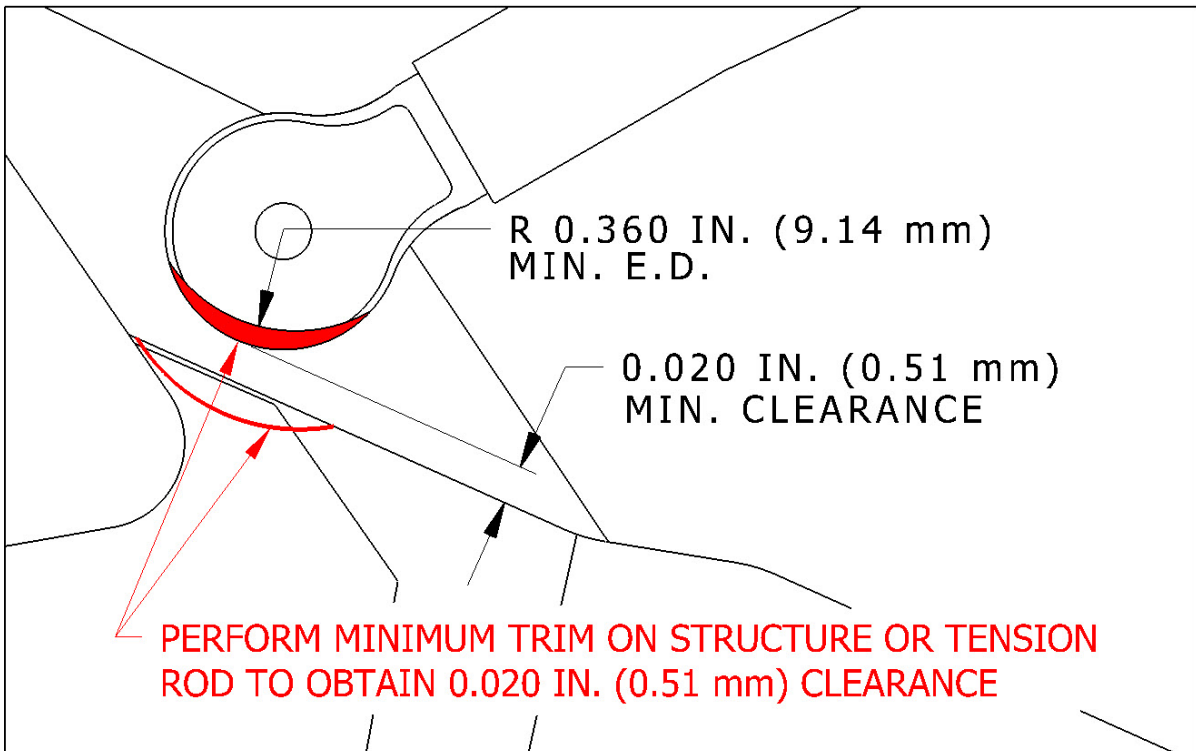 R 0.360 IN. (9.14 mm)
MIN. E.D.
0.020 IN. (0.51 mm)
MIN. CLEARANCE
PERFORM MINIMUM TRIM ON STRUCTURE OR TENSION
ROD TO OBTAIN 0.020 IN. (0.51 mm) CLEARANCE